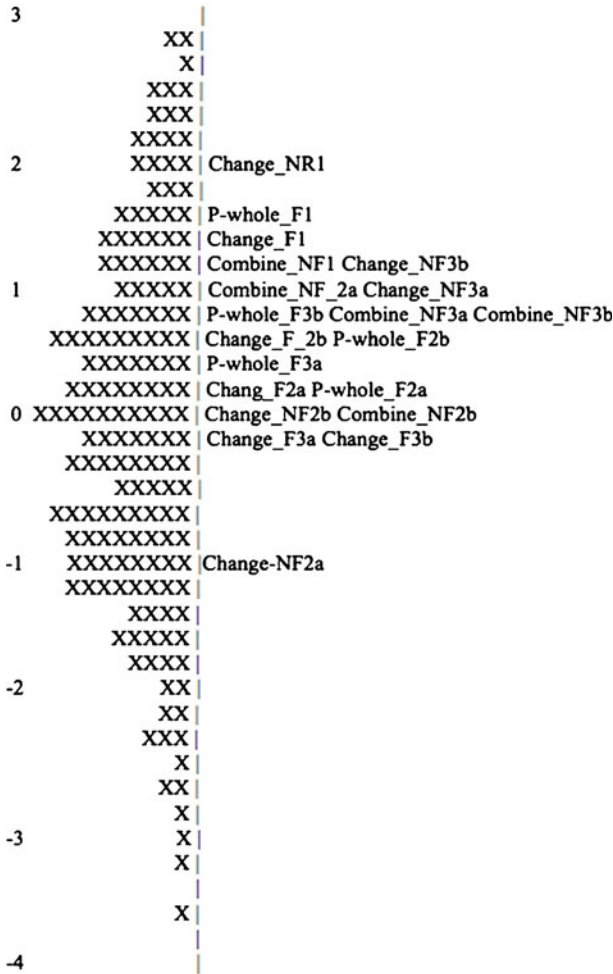 3 |
XX |
X |
XXX |
XXX |
XXXX |
2 XXXX | Change_NR1
XXX |
XXXXX | P-whole_F1
XXXXXX | Change_F1
XXXXXX | Combine_NF1 Change_NF3b
1 XXXXX | Combine_NF_2a Change_NF3a
XXXXXXX | P-whole_F3b Combine_NF3a Combine_NF3b
XXXXXXXXX | Change_F_2b P-whole_F2b
XXXXXXX | P-whole_F3a
XXXXXXXX | Chang_F2a P-whole_F2a
0 XXXXXXXXXX | Change_NF2b Combine_NF2b
XXXXXXX | Change_F3a Change_F3b
XXXXXXXX |
XXXXX |
XXXXXXXXX |
XXXXXXXX |
-1 XXXXXXXX |Change-NF2a
XXXXXXXX |
XXXX |
XXXXX |
XXXX |
-2 XX |
XX |
XXX |
X |
XX |
X |
-3 X |
X |
|
X |
|
-4 |